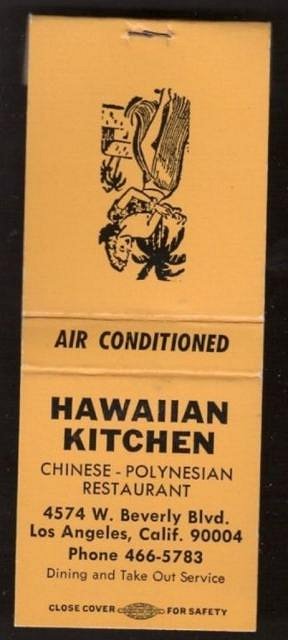 AIR CONDITIONED
HAWAIIAN
KITCHEN
CHINESE - POLYNESIAN
RESTAURANT
4574 W. Beverly Blvd.
Los Angeles, Calif. 90004
Phone 466-5783
Dining and Take Out Service
CLOSE COVER FOR SAFETY